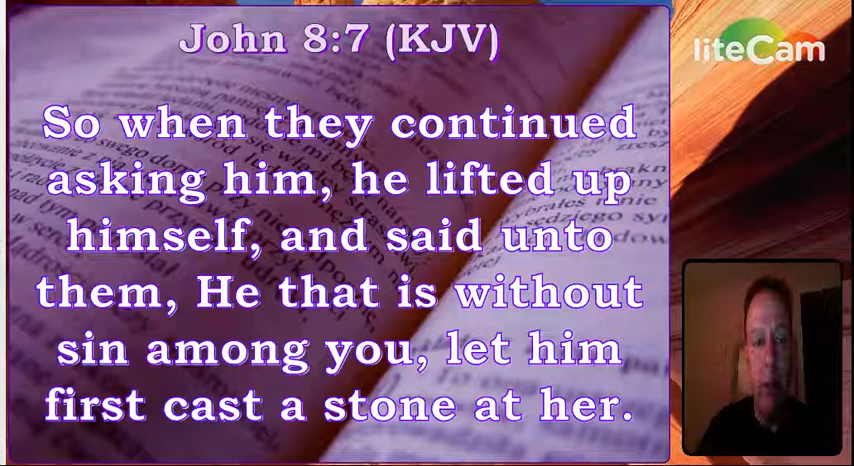 John 8:7 (KJV)
So when they continued
asking him, he lifted up
himself, and said unto
them, He that is without
sin among you, let him
first cast a stone at her.
liteCam